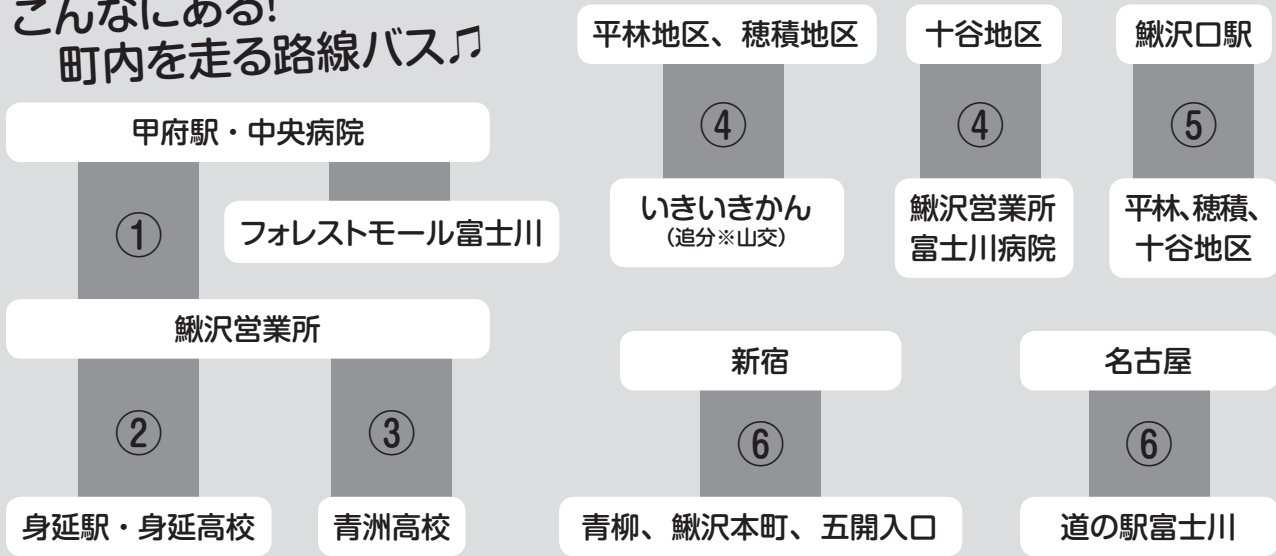 こんなにある!
町内を走る路線バス♫
甲府駅・中央病院
①
フォレストモール富士川
鰍沢営業所
②
③
身延駅・身延高校
青洲高校
平林地区、穂積地区
④
いきいきかん
(追分※山交)
十谷地区
④
鰍沢営業所
富士川病院
鰍沢口駅
⑤
平林、穂積、
十谷地区
新宿
⑥
青柳、鰍沢本町、五開入口
名古屋
⑥
道の駅富士川